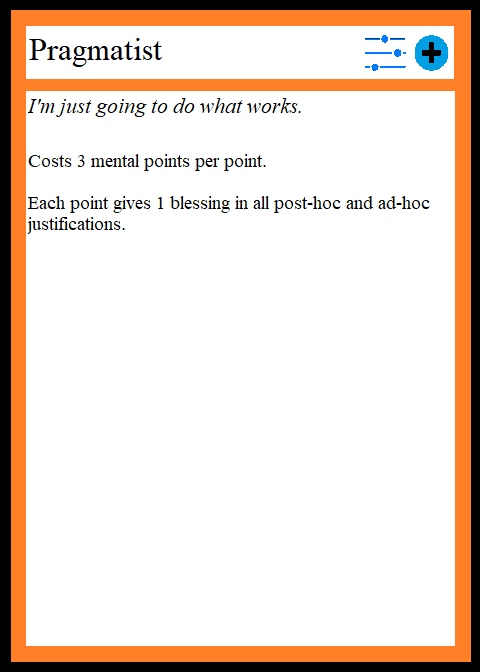 Pragmatist
I'm just going to do what works.
Costs 3 mental points per point.
Each point gives 1 blessing in all post-hoc and ad-hoc
justifications.